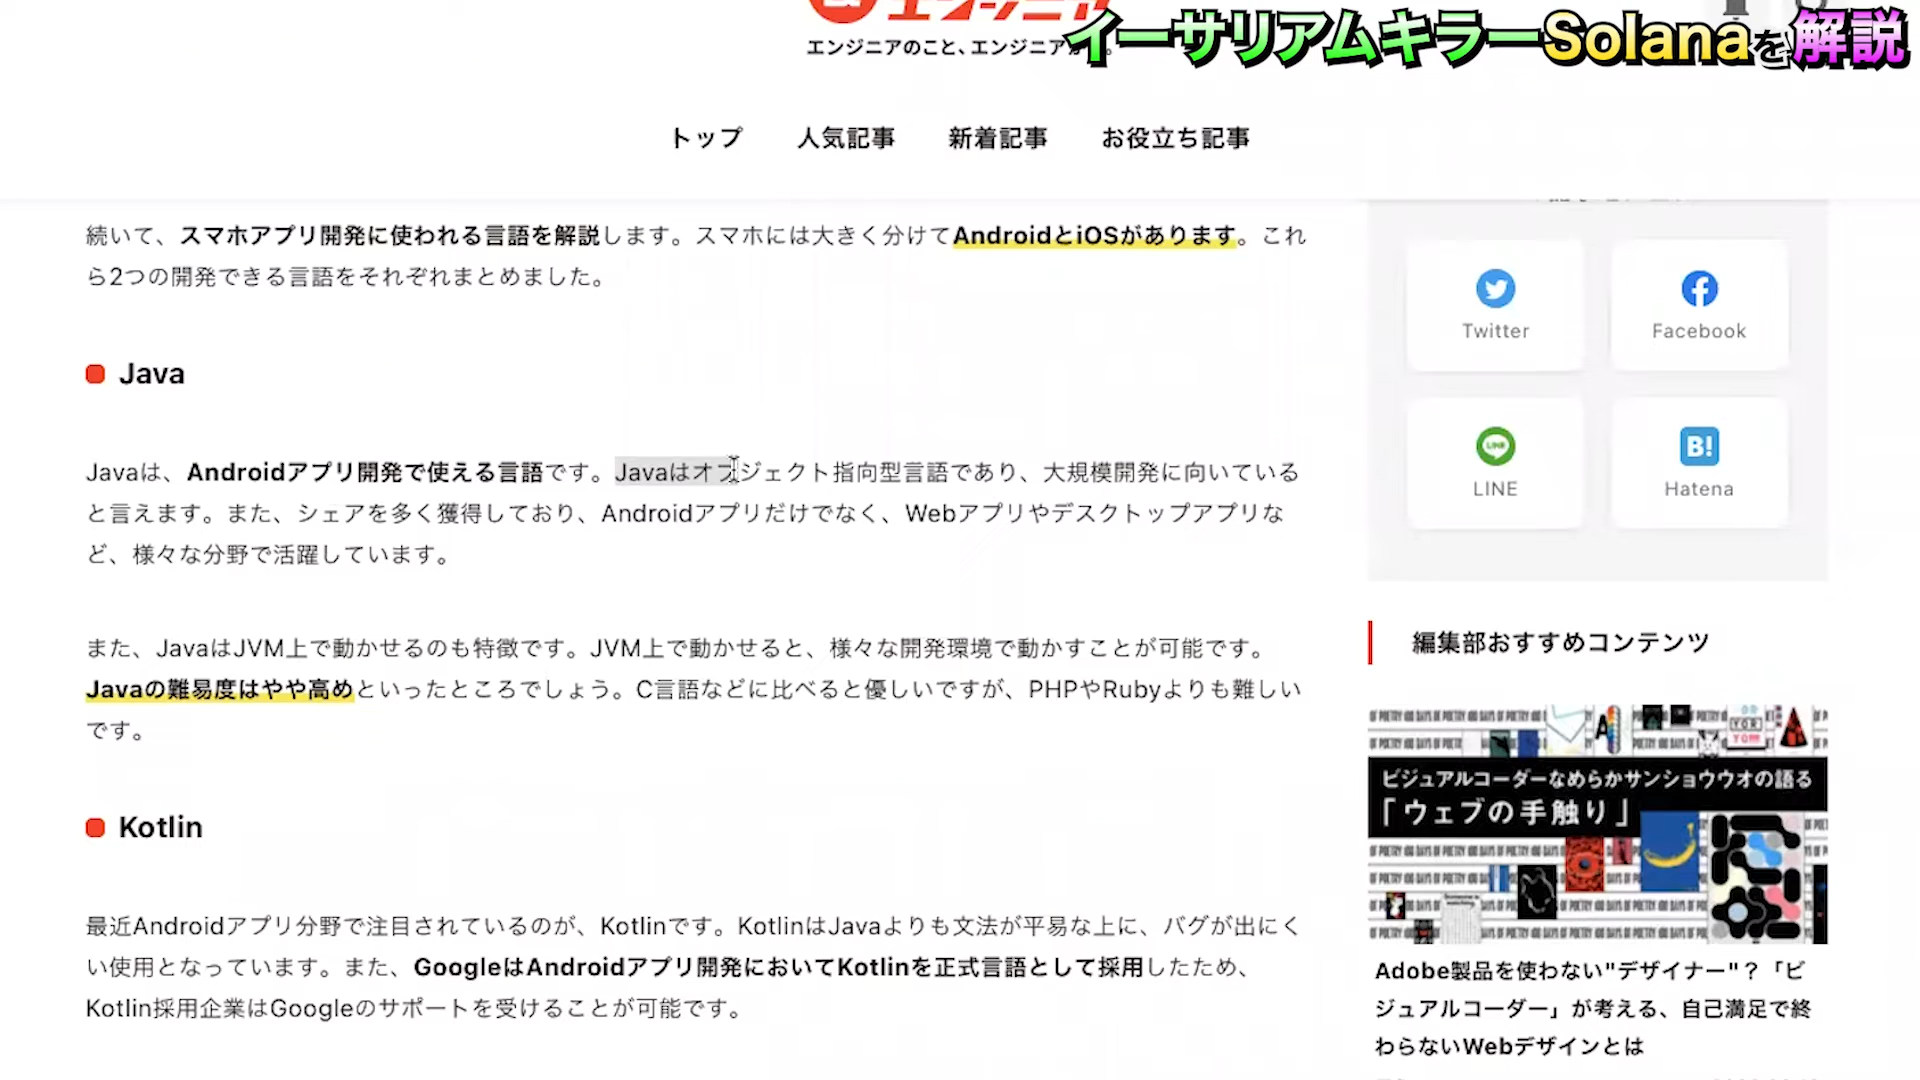 イーサリアムキラーSolanaを解説
エンジニアのこと、エンジニアか
トップ 人気記事 新着記事 お役立ち記事
続いて、スマホアプリ開発に使われる言語を解説します。スマホには大きく分けてAndroidとiOSがあります。これ
ら2つの開発できる言語をそれぞれまとめました。
Java
Javaは、Androidアプリ開発で使える言語です。Javaはオブジェクト指向型言語であり、大規模開発に向いている
と言えます。また、シェアを多く獲得しており、Androidアプリだけでなく、Webアプリやデスクトップアプリな
ど、様々な分野で活躍しています。
また、JavaはJVM上で動かせるのも特徴です。JVM上で動かせると、様々な開発環境で動かすことが可能です。
Javaの難易度はやや高めといったところでしょう。C言語などに比べると優しいですが、PHPやRubyよりも難しい
です。
Kotlin
最近Androidアプリ分野で注目されているのが、Kotlinです。KotlinはJavaよりも文法が平易な上に、バグが出にく
い使用となっています。また、GoogleはAndroidアプリ開発においてKotlinを正式言語として採用したため、
Kotlin採用企業はGoogleのサポートを受けることが可能です。
Twitter
Facebook
LINE
LINE
B!
Hatena
編集部おすすめコンテンツ
ビジュアルコーダーなめらかサンショウウオの語る
「ウェブの手触り」
Adobe製品を使わない"デザイナー"？「ビ
ジュアルコーダー」が考える、自己満足で終
わらないWebデザインとは